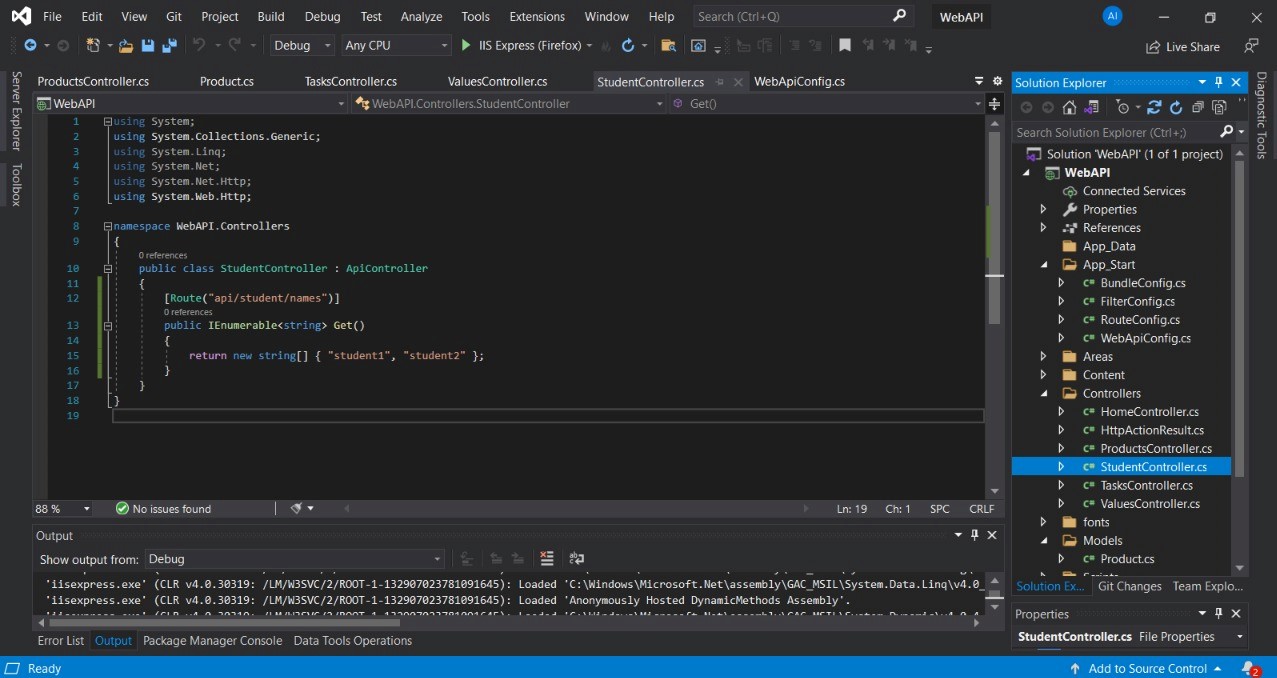 File Edit View Git Project Build Debug Test Analyze Tools Extensions Window Help Search (Ctrl+Q) WebAPI AI
Debug Any CPU IIS Express (Firefox) Live Share
Server Explorer
Toolbox
ProductsController.cs Product.cs TasksController.cs ValuesController.cs StudentController.cs WebApiConfig.cs
WebAPI WebAPI.Controllers.StudentController Get()
1 using System;
2 using System.Collections.Generic;
3 using System.Linq;
4 using System.Net;
5 using System.Net.Http;
6 using System.Web.Http;
7
8 namespace WebAPI.Controllers
9 {
0 references
10 public class StudentController : ApiController
11 {
12 [Route("api/student/names")]
0 references
13 public IEnumerable<string> Get()
14 {
15 return new string[] { "student1", "student2" };
16 }
17 }
18 }
19
88 % No issues found Ln: 19 Ch: 1 SPC CRLF
Output
Show output from: Debug
'iisexpress.exe' (CLR v4.0.30319: /LM/W3SVC/2/ROOT-1-132907023781091645): Loaded 'C:\Windows\Microsoft.Net\assembly\GAC_MSIL\System.Data.Linq\v4.0_
'iisexpress.exe' (CLR v4.0.30319: /LM/W3SVC/2/ROOT-1-132907023781091645): Loaded 'Anonymously Hosted DynamicMethods Assembly'.
Error List Output Package Manager Console Data Tools Operations
Solution Explorer
Search Solution Explorer (Ctrl+;)
Solution 'WebAPI' (1 of 1 project)
WebAPI
Connected Services
Properties
References
App_Data
App_Start
C# BundleConfig.cs
C# FilterConfig.cs
C# RouteConfig.cs
C# WebApiConfig.cs
Areas
Content
Controllers
C# HomeController.cs
C# HttpActionResult.cs
C# ProductsController.cs
C# StudentController.cs
C# TasksController.cs
C# ValuesController.cs
fonts
Models
C# Product.cs
Solution Ex... Git Changes Team Explo...
Properties
StudentController.cs File Properties
Diagnostic Tools
Ready Add to Source Control 2